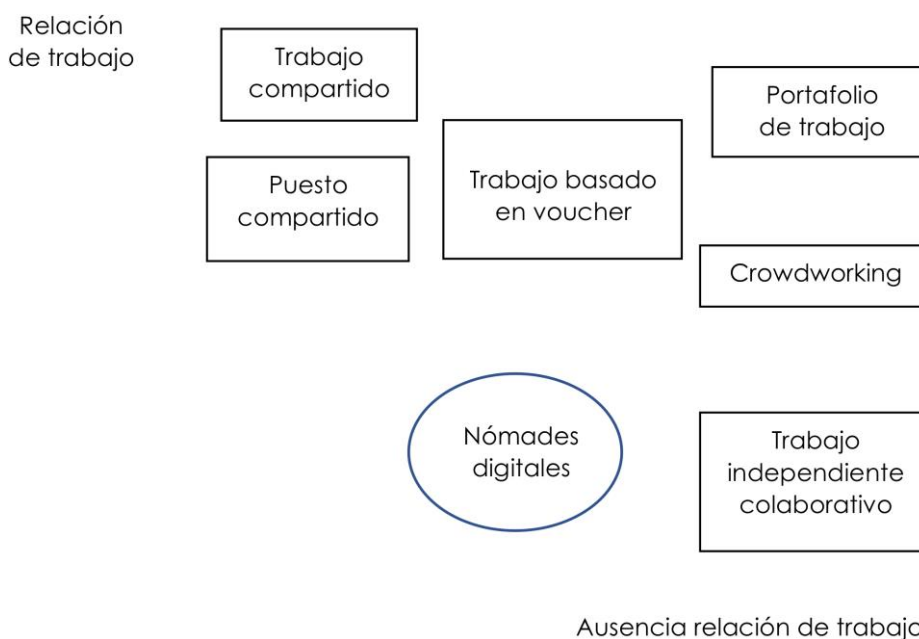 Relación
de trabajo
Trabajo
compartido
Portafolio
de trabajo
Puesto
compartido
Trabajo basado
en voucher
Crowdworking
Nómades
digitales
Trabajo
independiente
colaborativo
Ausencia relación de trabajo